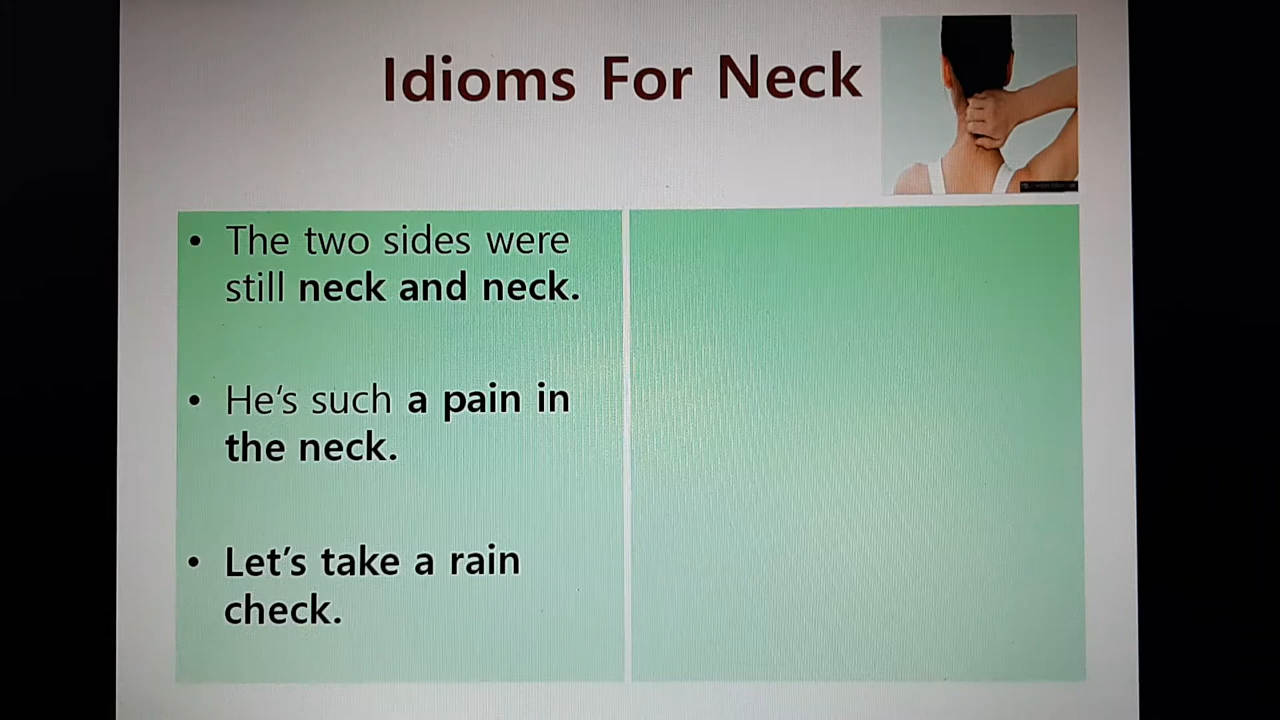 Idioms For Neck
• The two sides were
still neck and neck.
• He's such a pain in
the neck.
• Let's take a rain
check.